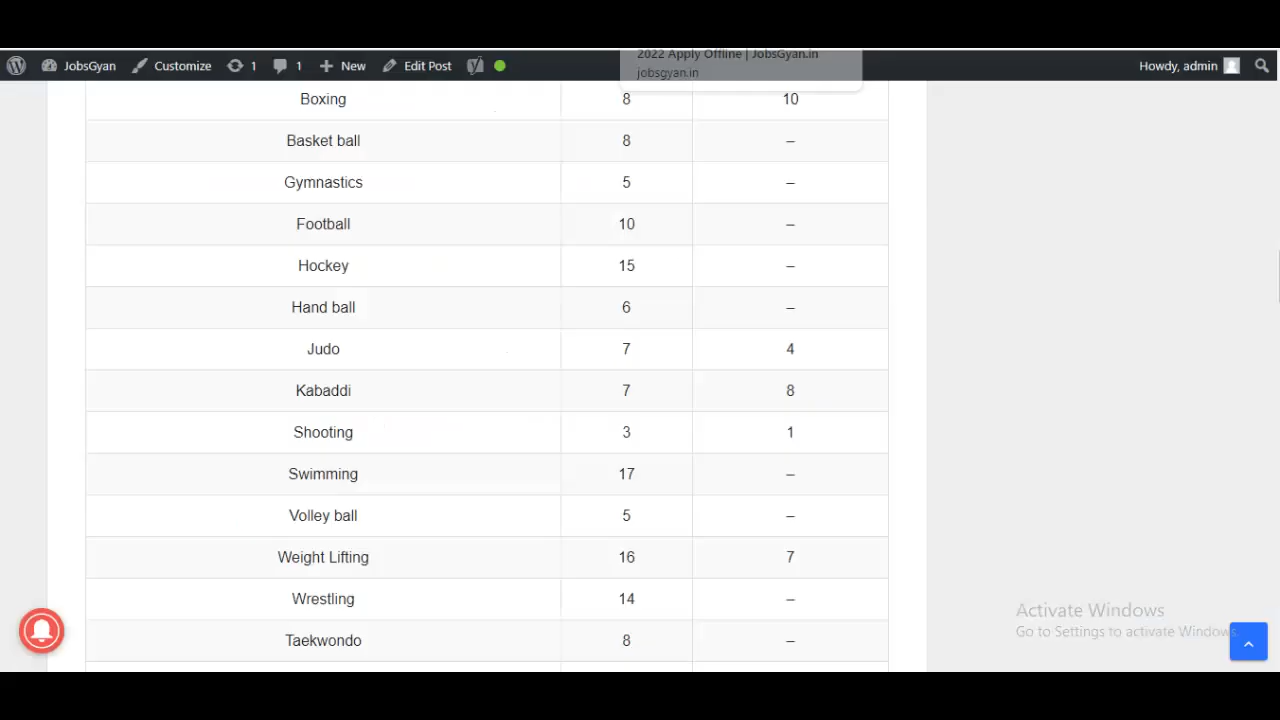 2022 Apply Offline | JobsGyan.in
jobsgyan.in
JobsGyan Customize 1 1 New Edit Post Howdy, admin
Boxing 8 10
Basket ball 8 –
Gymnastics 5 –
Football 10 –
Hockey 15 –
Hand ball 6 –
Judo 7 4
Kabaddi 7 8
Shooting 3 1
Swimming 17 –
Volley ball 5 –
Weight Lifting 16 7
Wrestling 14 –
Taekwondo 8 –
Activate Windows
Go to Settings to activate Windows.